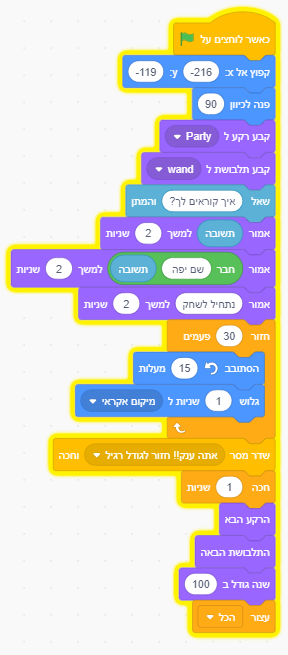 כאשר לוחצים על
קפוץ אל x: -216 y: -119
פנה לכיוון 90
קבע רקע ל Party
קבע תלבושת ל wand
שאל איך קוראים לך? והמתן
אמור תשובה למשך 2 שניות
אמור חבר שם יפה תשובה למשך 2 שניות
אמור נתחיל לשחק למשך 2 שניות
חזור 30 פעמים
הסתובב 15 מעלות
גלוש 1 שניות ל מיקום אקראי
שדר מסר אתה ענק!! חזור לגודל רגיל וחכה
חכה 1 שניות
הרקע הבא
התלבושת הבאה
שנה גודל ב 100
עצור הכל